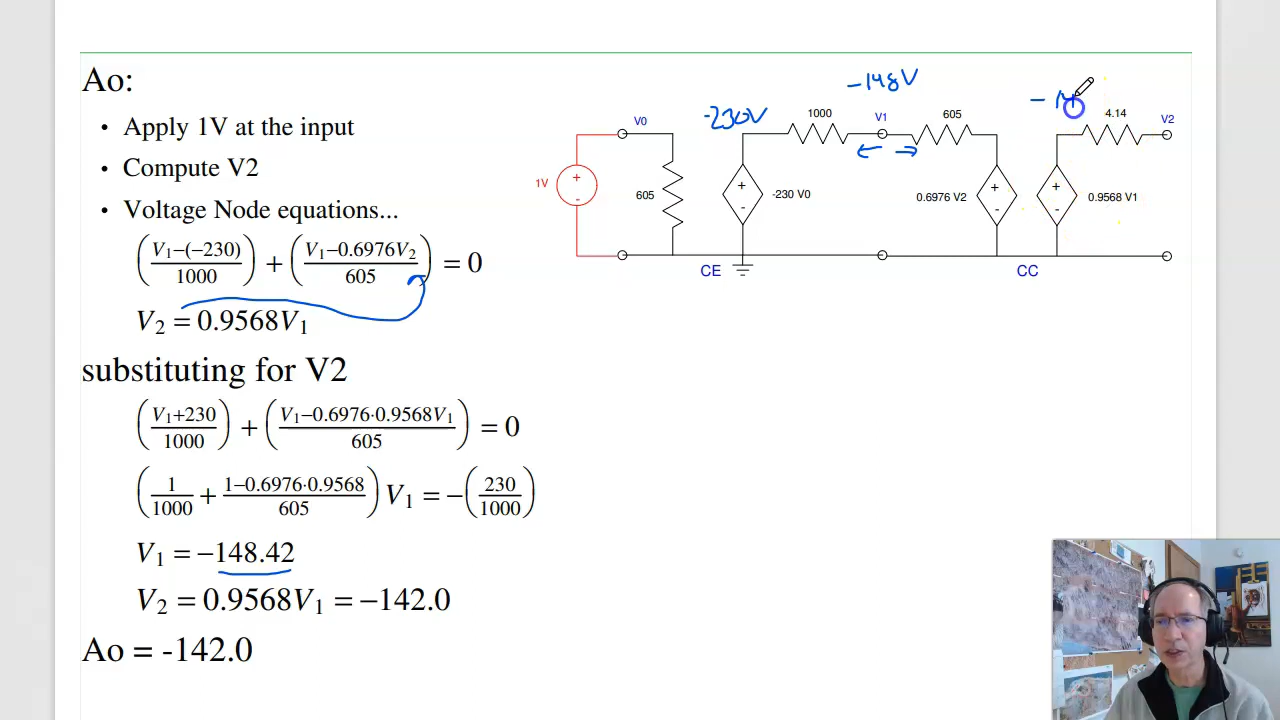 Ao:
• Apply 1V at the input
• Compute V2
• Voltage Node equations...
(V₁−(−230)/1000) + (V₁−0.6976V₂/605) = 0
V₂ = 0.9568V₁
substituting for V2
(V₁+230/1000) + (V₁−0.6976·0.9568V₁/605) = 0
(1/1000 + 1−0.6976·0.9568/605) V₁ = −(230/1000)
V₁ = −148.42
V₂ = 0.9568V₁ = −142.0
Ao = -142.0
-148V
-230V
V0
1000
V1
605
4.14
V2
1V
+
-
605
+
-
-230 V0
0.6976 V2
+
-
+
-
0.9568 V1
CE
CC